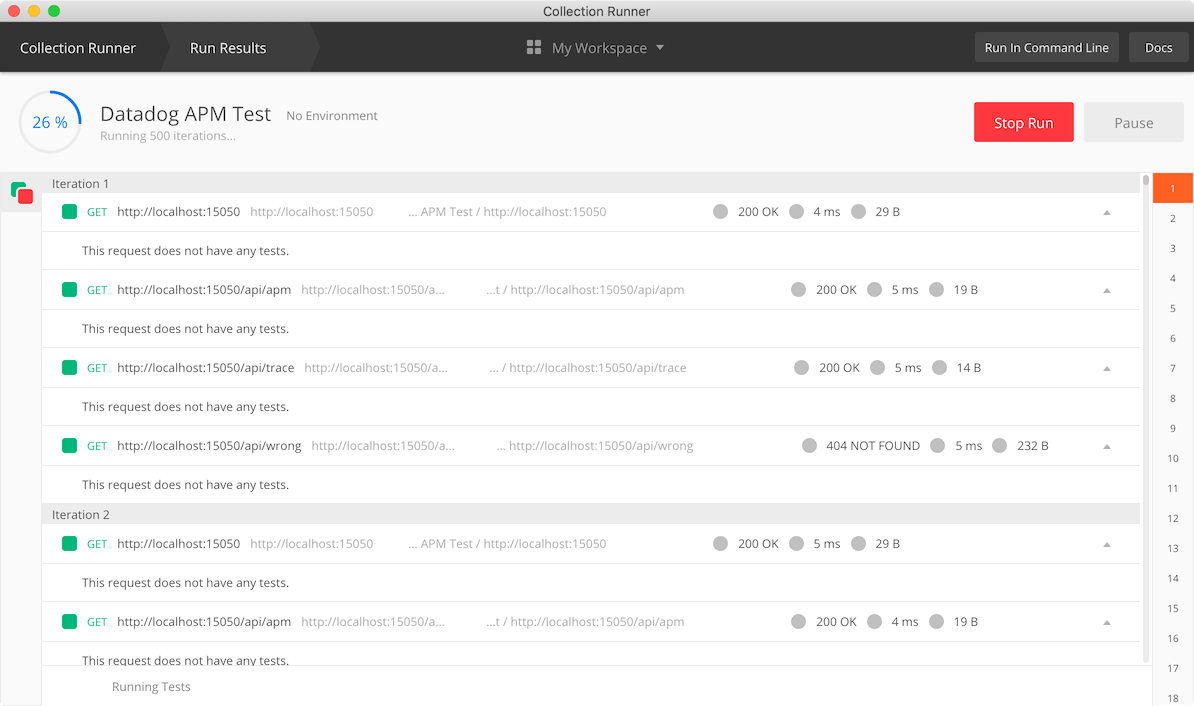 Collection Runner
Collection Runner Run Results My Workspace Run In Command Line Docs
26 % Datadog APM Test No Environment Stop Run Pause
Running 500 iterations...
Iteration 1 1
GET http://localhost:15050 http://localhost:15050 ... APM Test / http://localhost:15050 200 OK 4 ms 29 B
2
This request does not have any tests. 3
4
GET http://localhost:15050/api/apm http://localhost:15050/a... ...t / http://localhost:15050/api/apm 200 OK 5 ms 19 B
5
This request does not have any tests.
6
GET http://localhost:15050/api/trace http://localhost:15050/a... ... / http://localhost:15050/api/trace 200 OK 5 ms 14 B 7
8
This request does not have any tests.
9
GET http://localhost:15050/api/wrong http://localhost:15050/a... ... http://localhost:15050/api/wrong 404 NOT FOUND 5 ms 232 B
10
This request does not have any tests. 11
Iteration 2 12
GET http://localhost:15050 http://localhost:15050 ... APM Test / http://localhost:15050 200 OK 5 ms 29 B 13
14
This request does not have any tests.
15
GET http://localhost:15050/api/apm http://localhost:15050/a... ...t / http://localhost:15050/api/apm 200 OK 4 ms 19 B
16
This request does not have any tests. 17
Running Tests
18